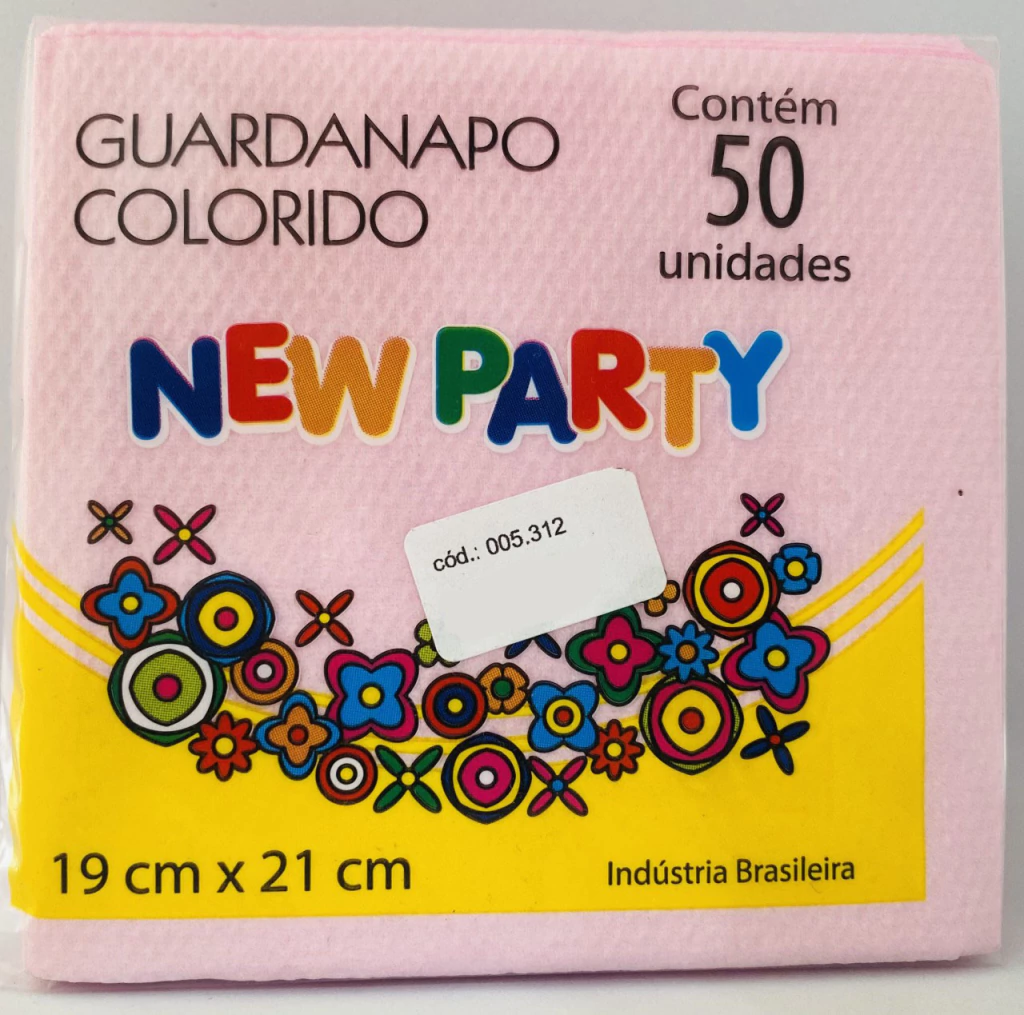 GUARDANAPO
COLORIDO
Contém
50
unidades
NEW PARTY
cód.: 005.312
19 cm x 21 cm
Indústria Brasileira